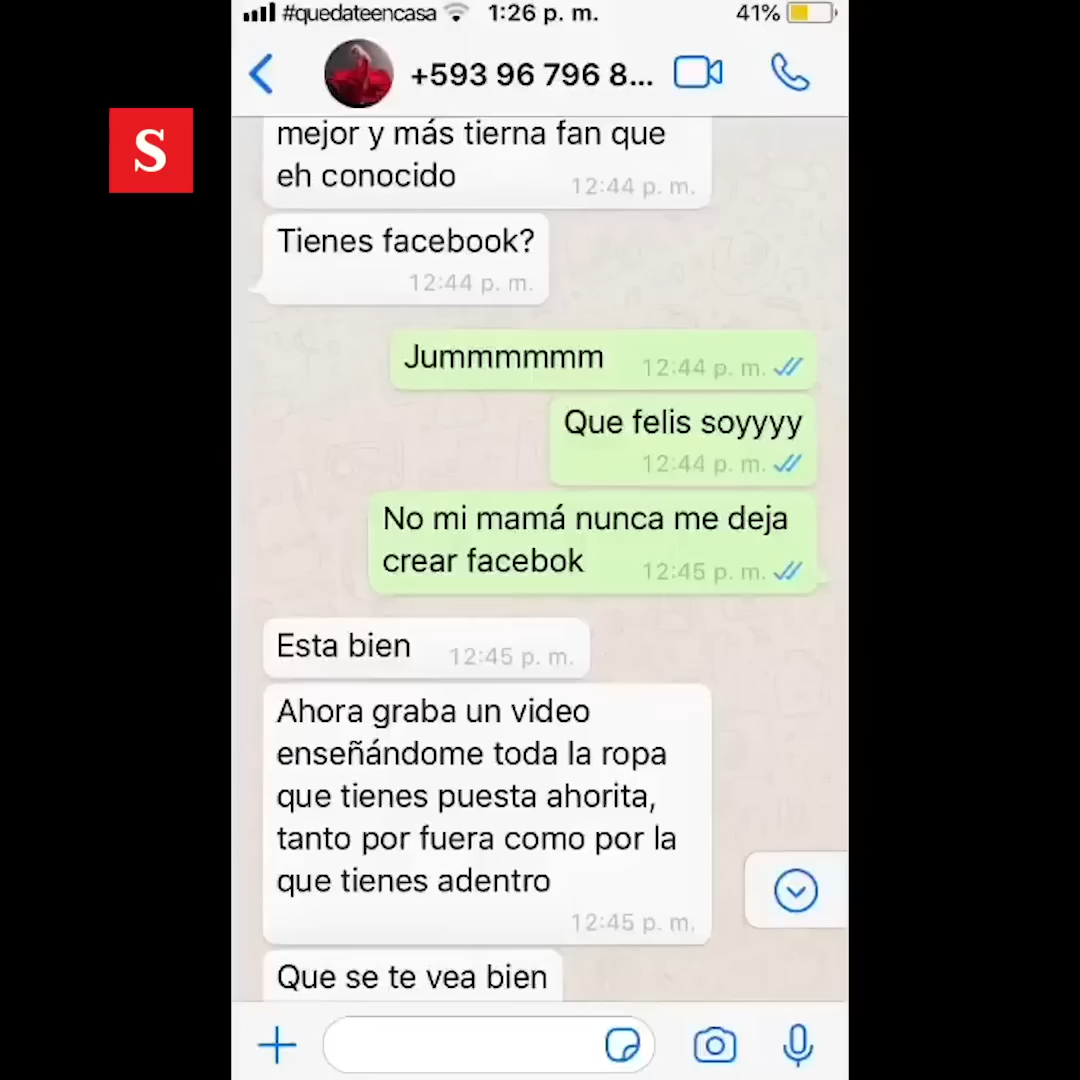 #quedateencasa 1:26 p. m. 41%
+593 96 796 8...
S
mejor y más tierna fan que
eh conocido
12:44 p. m.
Tienes facebook?
12:44 p. m.
Jummmmmm 12:44 p. m.
Que felis soyyyy
12:44 p. m.
No mi mamá nunca me deja
crear facebok 12:45 p. m.
Esta bien 12:45 p. m.
Ahora graba un video
enseñándome toda la ropa
que tienes puesta ahorita,
tanto por fuera como por la
que tienes adentro
12:45 p. m.
Que se te vea bien